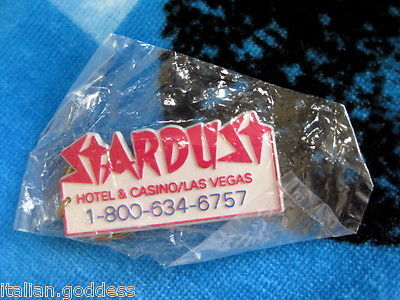 STARDUST
HOTEL & CASINO/LAS VEGAS
1-800-634-6757
italian.goddess